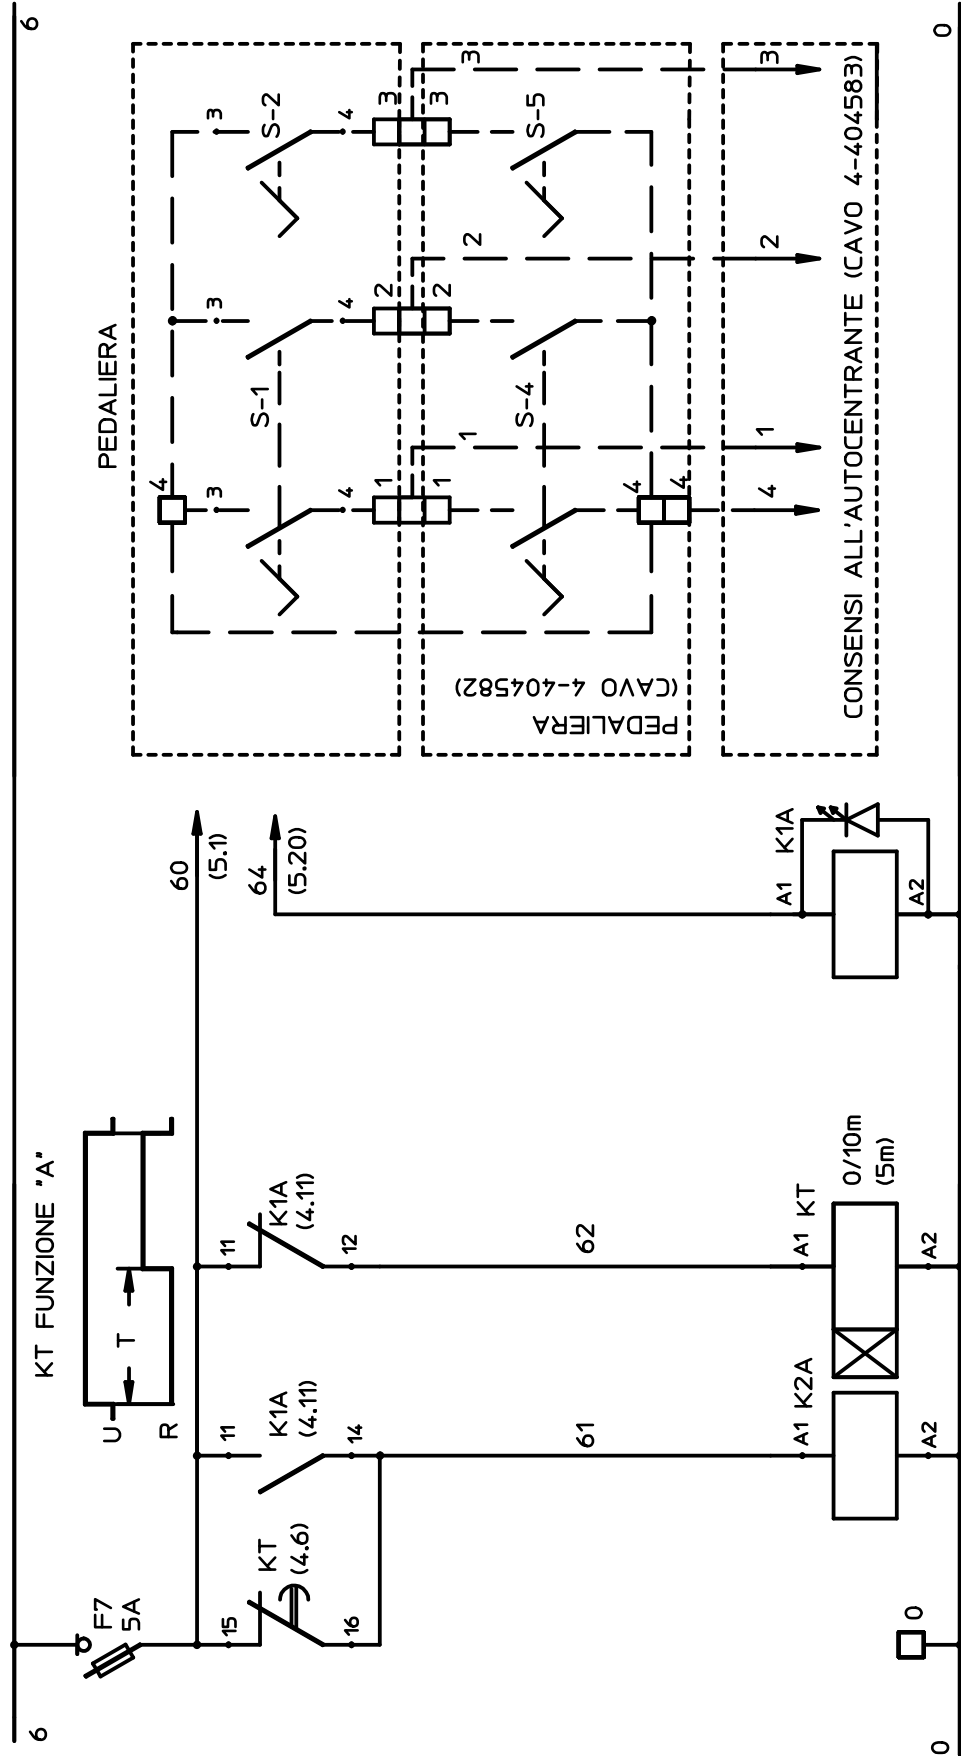 6
6
KT FUNZIONE "A"
U
R
T
F7
5A
60
(5.1)
64
(5.20)
15
KT
(4.6)
16
11
K1A
(4.11)
14
11
K1A
(4.11)
12
61
62
A1
K2A
A2
A1
KT
0/10m
(5m)
A2
A1
K1A
A2
0
0
0
PEDALIERA
4
3
3
3
S-1
S-2
4
4
4
1
1
2
2
3
3
1
2
3
S-4
S-5
4
4
PEDALIERA
(CAVO 4-404582)
4
1
2
3
CONSENSI ALL'AUTOCENTRANTE (CAVO 4-404583)